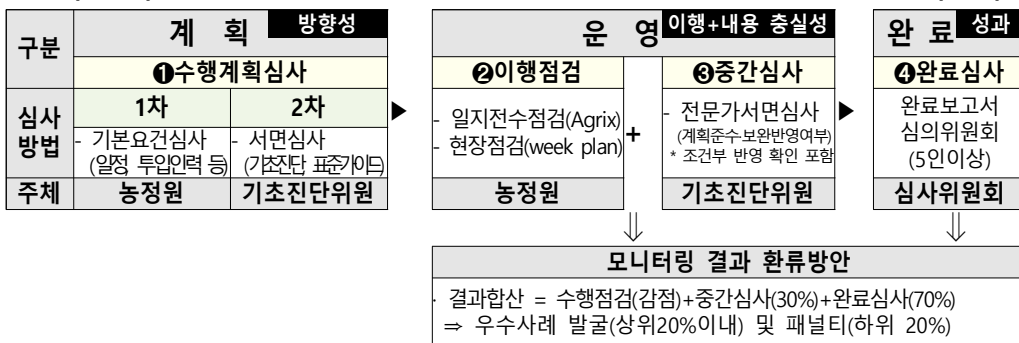 구분
계 획
방향성
❶수행계획심사
심사
방법
1차
2차
- 기본요건심사
(일정, 투입인력 등)
- 서면심사
(기초진단, 표준가이드)
주체
농정원
기초진단위원
▶
운 영
이행+내용 충실성
❷이행점검
❸중간심사
- 일지전수점검(Agrix)
- 현장점검(week plan)
+
- 전문가서면심사
(계획준수·보완반영여부)
* 조건부 반영 확인 포함
농정원
기초진단위원
▶
완 료
성과
❹완료심사
완료보고서
심의위원회
(5인이상)
심사위원회
⇓
⇓
모니터링 결과 환류방안
· 결과합산 = 수행점검(감점)+중간심사(30%)+완료심사(70%)
⇒ 우수사례 발굴(상위20%이내) 및 패널티(하위 20%)